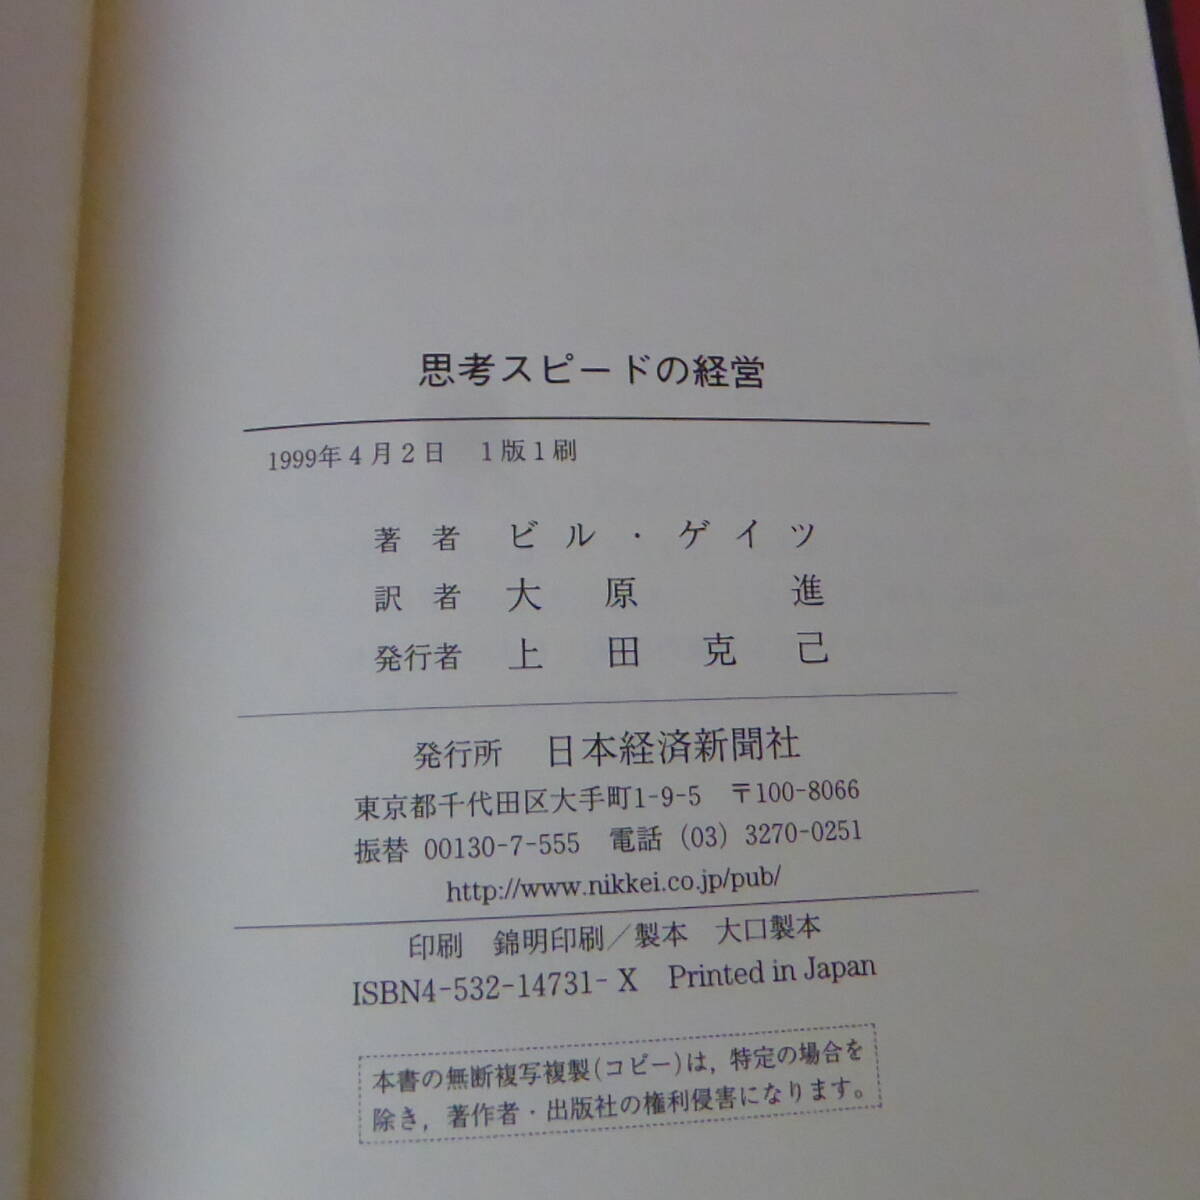 思考スピードの経営
1999年4月2日　1版1刷
著者　ビル・ゲイツ
訳者　大原　進
発行者　上田克己
発行所　日本経済新聞社
東京都千代田区大手町1-9-5　〒100-8066
振替 00130-7-555　電話 (03) 3270-0251
http://www.nikkei.co.jp/pub/
印刷　錦明印刷／製本　大口製本
ISBN4-532-14731-X　Printed in Japan
本書の無断複写複製(コピー)は，特定の場合を
除き，著作者・出版社の権利侵害になります。